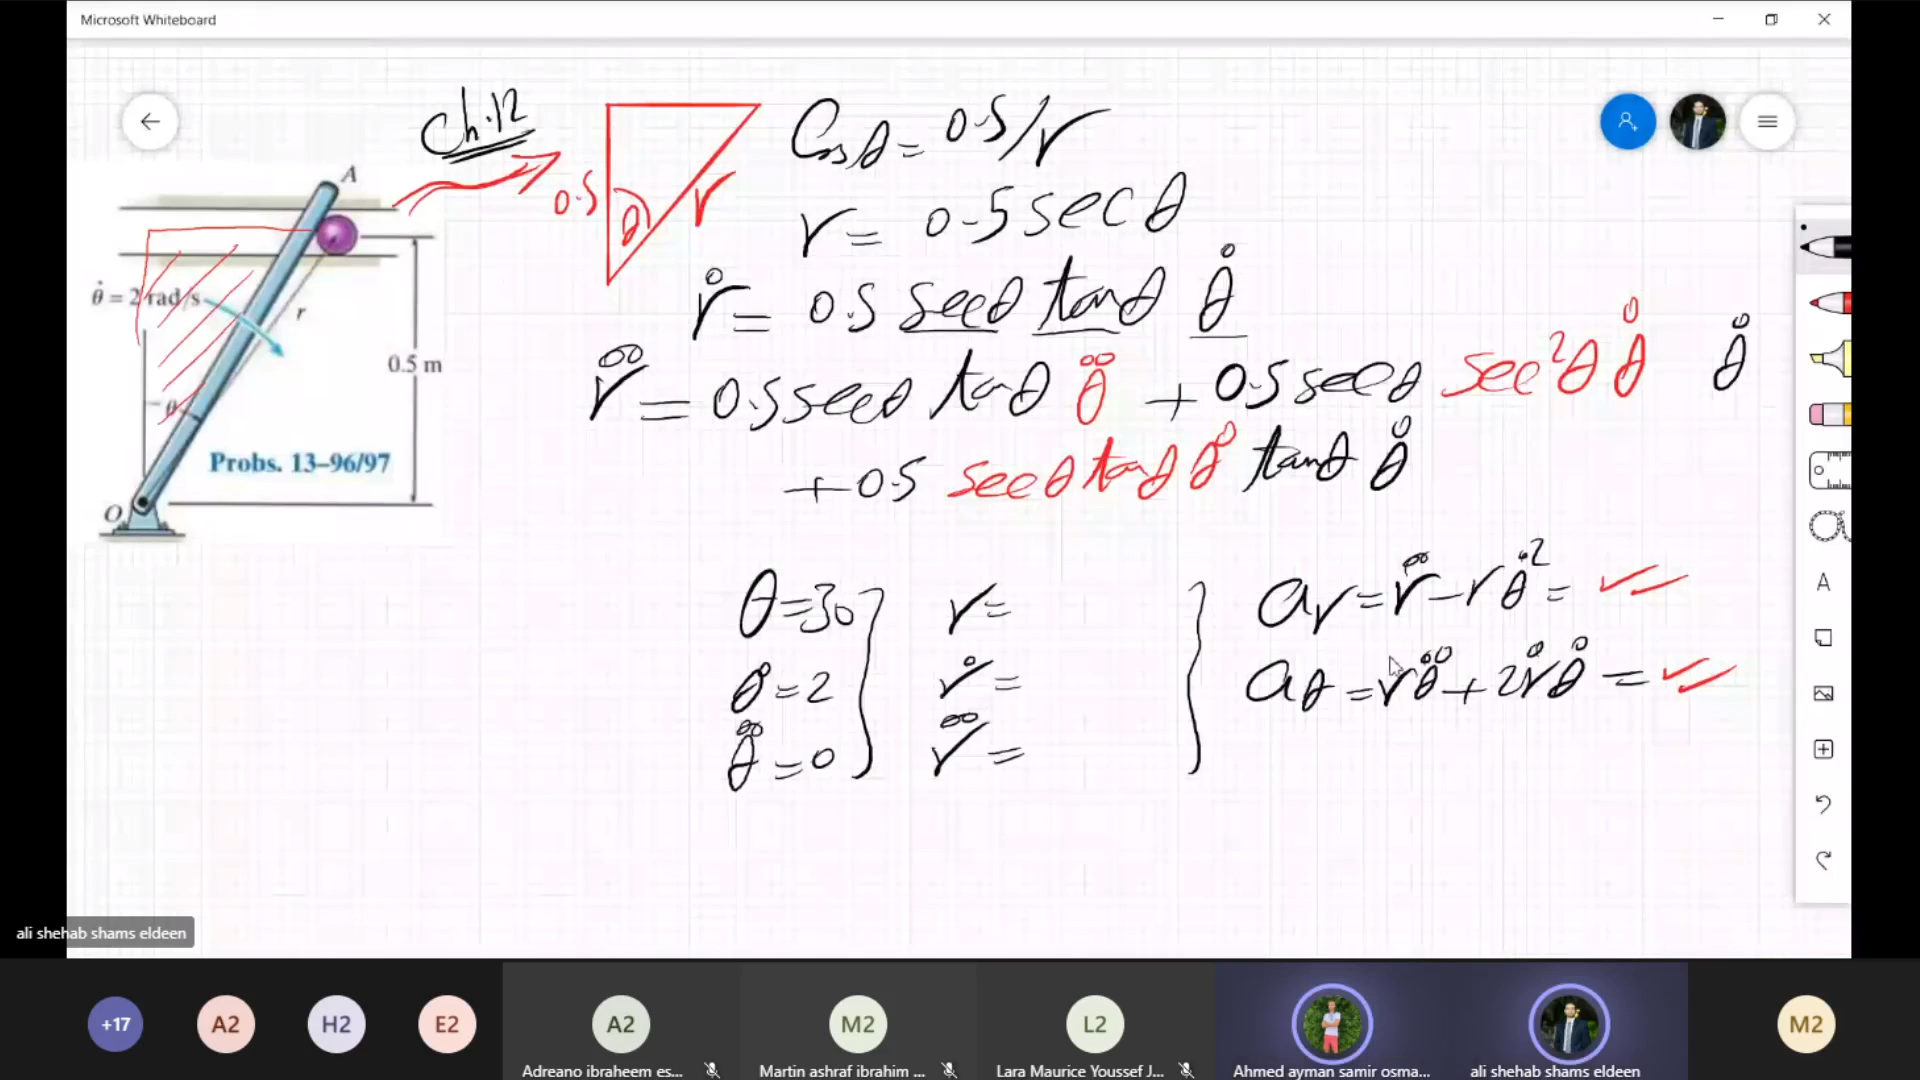 Microsoft Whiteboard
Ch.12
A
0.5
θ
r
Cosθ = 0.5/r
r = 0.5 sec θ
ṙ = 0.5 secθ tanθ θ̇
r̈ = 0.5 secθ tanθ θ̈ + 0.5 secθ sec²θ θ̇ θ̇
+ 0.5 secθ tanθ θ̇ tanθ θ̇
θ̇ = 2 rad/s
r
0.5 m
θ
Probs. 13–96/97
O
θ = 30
r =
a_r = r̈ - rθ̇² =
θ̇ = 2
ṙ =
a_θ = rθ̈ + 2ṙθ̇ =
θ̈ = 0
r̈ =
A
ali shehab shams eldeen
+17
A2
H2
E2
A2
M2
L2
M2
Adreano ibraheem es...
Martin ashraf ibrahim ...
Lara Maurice Youssef J...
Ahmed ayman samir osma...
ali shehab shams eldeen